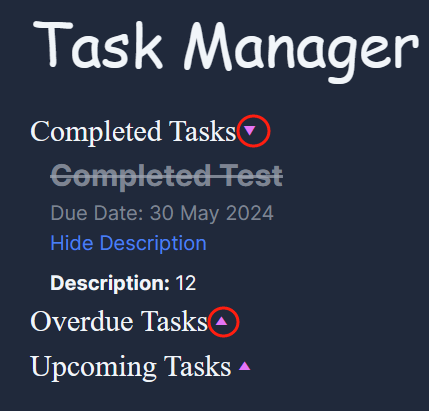 Task Manager
Completed Tasks
Completed Test
Due Date: 30 May 2024
Hide Description
Description: 12
Overdue Tasks
Upcoming Tasks